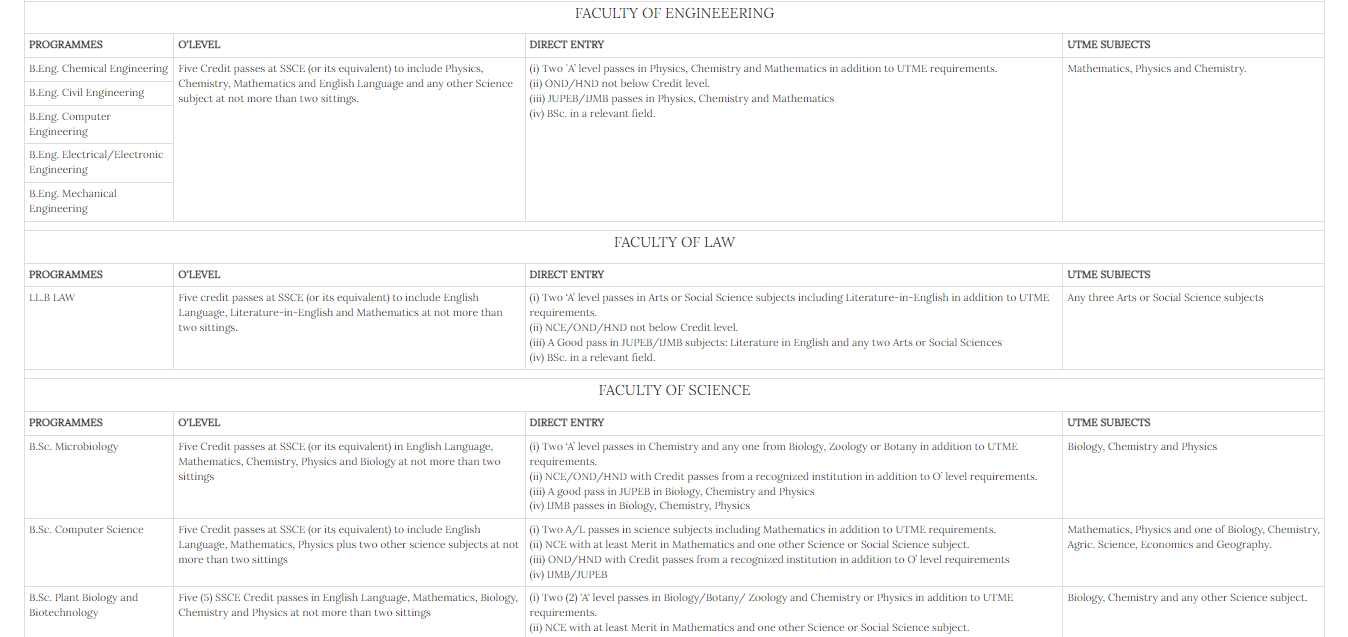 FACULTY OF ENGINEEERING
PROGRAMMES
O'LEVEL
DIRECT ENTRY
UTME SUBJECTS
B.Eng. Chemical Engineering
B.Eng. Civil Engineering
B.Eng. Computer
Engineering
B.Eng. Electrical/Electronic
Engineering
B.Eng. Mechanical
Engineering
Five Credit passes at SSCE (or its equivalent) to include Physics,
Chemistry, Mathematics and English Language and any other Science
subject at not more than two sittings.
(i) Two `A' level passes in Physics, Chemistry and Mathematics in addition to UTME requirements.
(ii) OND/HND not below Credit level.
(iii) JUPEB/IJMB passes in Physics, Chemistry and Mathematics
(iv) BSc. in a relevant field.
Mathematics, Physics and Chemistry.
FACULTY OF LAW
PROGRAMMES
O'LEVEL
DIRECT ENTRY
UTME SUBJECTS
LL.B LAW
Five credit passes at SSCE (or its equivalent) to include English
Language, Literature-in-English and Mathematics at not more than
two sittings.
(i) Two ‘A’ level passes in Arts or Social Science subjects including Literature-in-English in addition to UTME
requirements.
(ii) NCE/OND/HND not below Credit level.
(iii) A Good pass in JUPEB/IJMB subjects: Literature in English and any two Arts or Social Sciences
(iv) BSc. in a relevant field.
Any three Arts or Social Science subjects
FACULTY OF SCIENCE
PROGRAMMES
O'LEVEL
DIRECT ENTRY
UTME SUBJECTS
B.Sc. Microbiology
Five Credit passes at SSCE (or its equivalent) in English Language,
Mathematics, Chemistry, Physics and Biology at not more than two
sittings
(i) Two ‘A’ level passes in Chemistry and any one from Biology, Zoology or Botany in addition to UTME
requirements.
(ii) NCE/OND/HND with Credit passes from a recognized institution in addition to O’ level requirements.
(iii) A good pass in JUPEB in Biology, Chemistry and Physics
(iv) IJMB passes in Biology, Chemistry, Physics
Biology, Chemistry and Physics
B.Sc. Computer Science
Five Credit passes at SSCE (or its equivalent) to include English
Language, Mathematics, Physics plus two other science subjects at not
more than two sittings
(i) Two A/L passes in science subjects including Mathematics in addition to UTME requirements.
(ii) NCE with at least Merit in Mathematics and one other Science or Social Science subject.
(iii) OND/HND with Credit passes from a recognized institution in addition to O’ level requirements
(iv) IJMB/JUPEB
Mathematics, Physics and one of Biology, Chemistry,
Agric. Science, Economics and Geography.
B.Sc. Plant Biology and
Biotechnology
Five (5) SSCE Credit passes in English Language, Mathematics, Biology,
Chemistry and Physics at not more than two sittings
(i) Two (2) 'A' level passes in Biology/Botany/ Zoology and Chemistry or Physics in addition to UTME
requirements.
(ii) NCE with at least Merit in Mathematics and one other Science or Social Science subject.
Biology, Chemistry and any other Science subject.